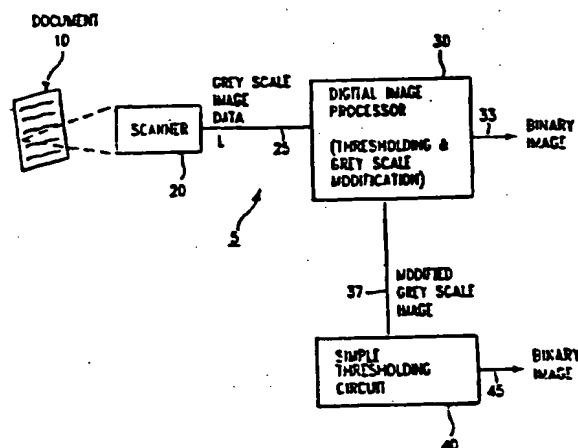 DOCUMENT
10
SCANNER
20
GREY SCALE
IMAGE
DATA
L
25
5
30
DIGITAL IMAGE
PROCESSOR
(THRESHOLDING &
GREY SCALE
MODIFICATION)
33
BINARY
IMAGE
37
MODIFIED
GREY SCALE
IMAGE
SIMPLE
THRESHOLDING
CIRCUIT
45
BINARY
IMAGE
40